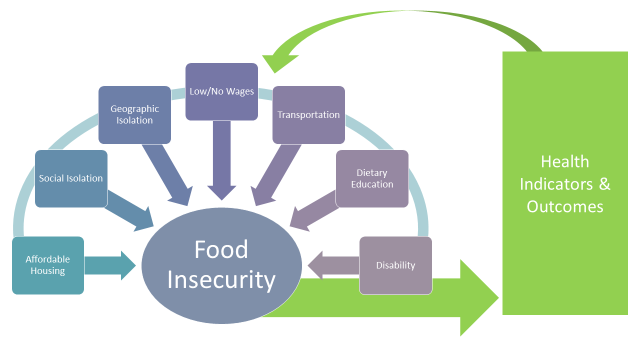 Low/No Wages
Geographic
Isolation
Transportation
Social Isolation
Dietary
Education
Affordable
Housing
Food
Insecurity
Disability
Health
Indicators &
Outcomes